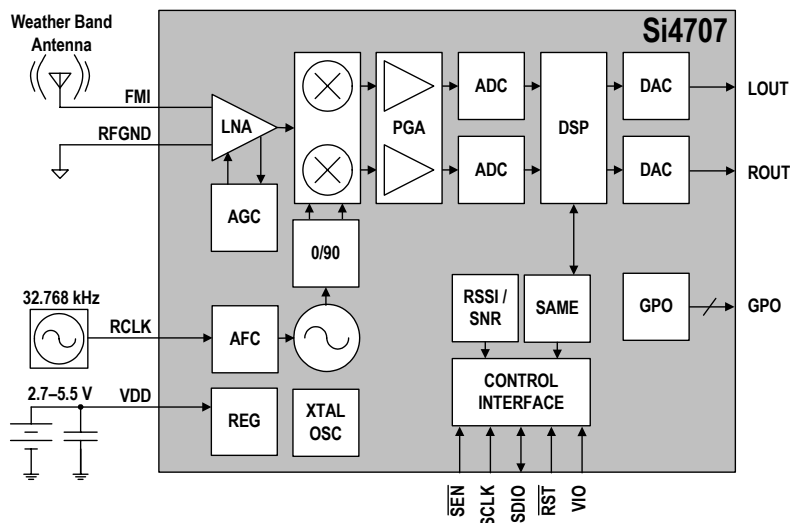 Weather Band
Antenna
Si4707
FMI
RFGND
LNA
AGC
PGA
ADC
ADC
DSP
DAC
DAC
LOUT
ROUT
0/90
32.768 kHz
RCLK
AFC
RSSI /
SNR
SAME
GPO
GPO
2.7–5.5 V
VDD
REG
XTAL
OSC
CONTROL
INTERFACE
SEN
SCLK
SDIO
RST
VIO